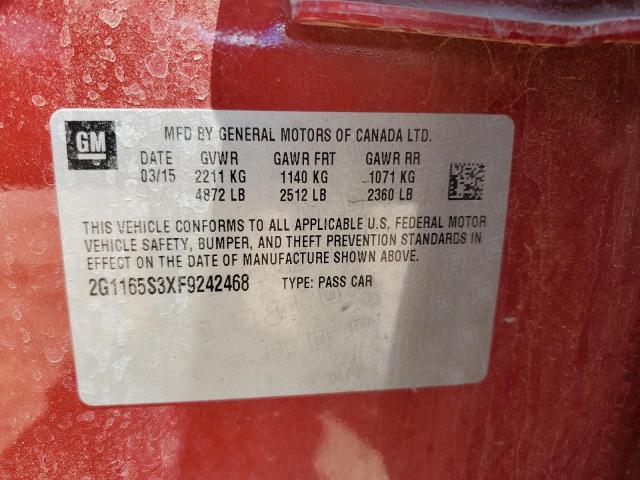 GM
MFD BY GENERAL MOTORS OF CANADA LTD.
DATE GVWR GAWR FRT GAWR RR
03/15 2211 KG 1140 KG 1071 KG
4872 LB 2512 LB 2360 LB
THIS VEHICLE CONFORMS TO ALL APPLICABLE U.S. FEDERAL MOTOR
VEHICLE SAFETY, BUMPER, AND THEFT PREVENTION STANDARDS IN
EFFECT ON THE DATE OF MANUFACTURE SHOWN ABOVE.
2G1165S3XF9242468 TYPE: PASS CAR